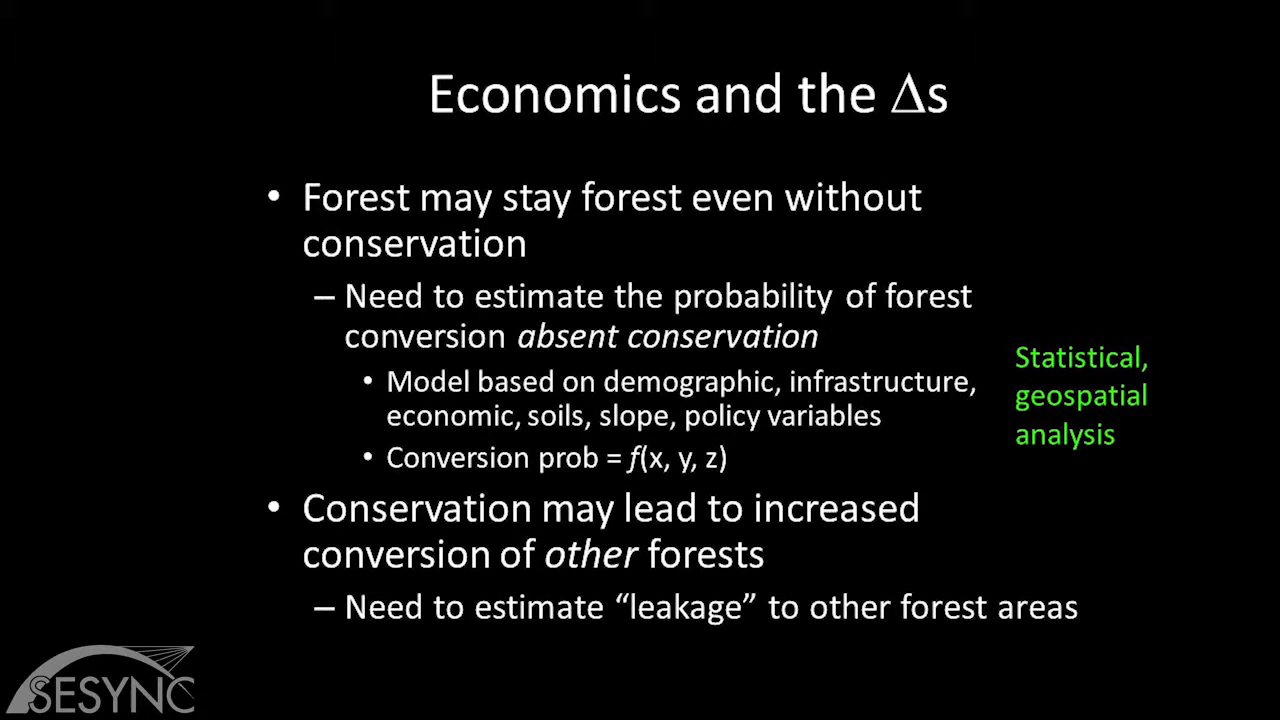 Economics and the Δs
• Forest may stay forest even without
conservation
– Need to estimate the probability of forest
conversion absent conservation
• Model based on demographic, infrastructure,
economic, soils, slope, policy variables
• Conversion prob = f(x, y, z)
Statistical,
geospatial
analysis
• Conservation may lead to increased
conversion of other forests
– Need to estimate “leakage” to other forest areas
SESYNC